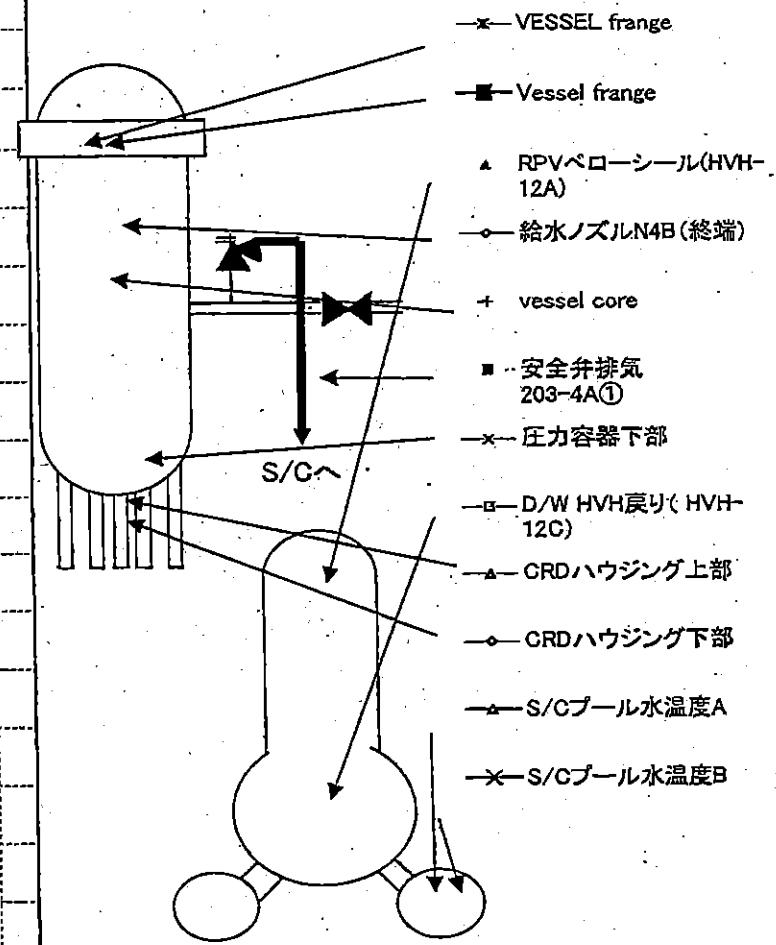 VESSEL frange
Vessel frange
RPVベローシール(HVH-
12A)
給水ノズルN4B(終端)
vessel core
安全弁排気
203-4A①
圧力容器下部
S/Cへ
D/W HVH戻り( HVH-
12C)
CRDハウジング上部
CRDハウジング下部
S/Cプール水温度A
S/Cプール水温度B